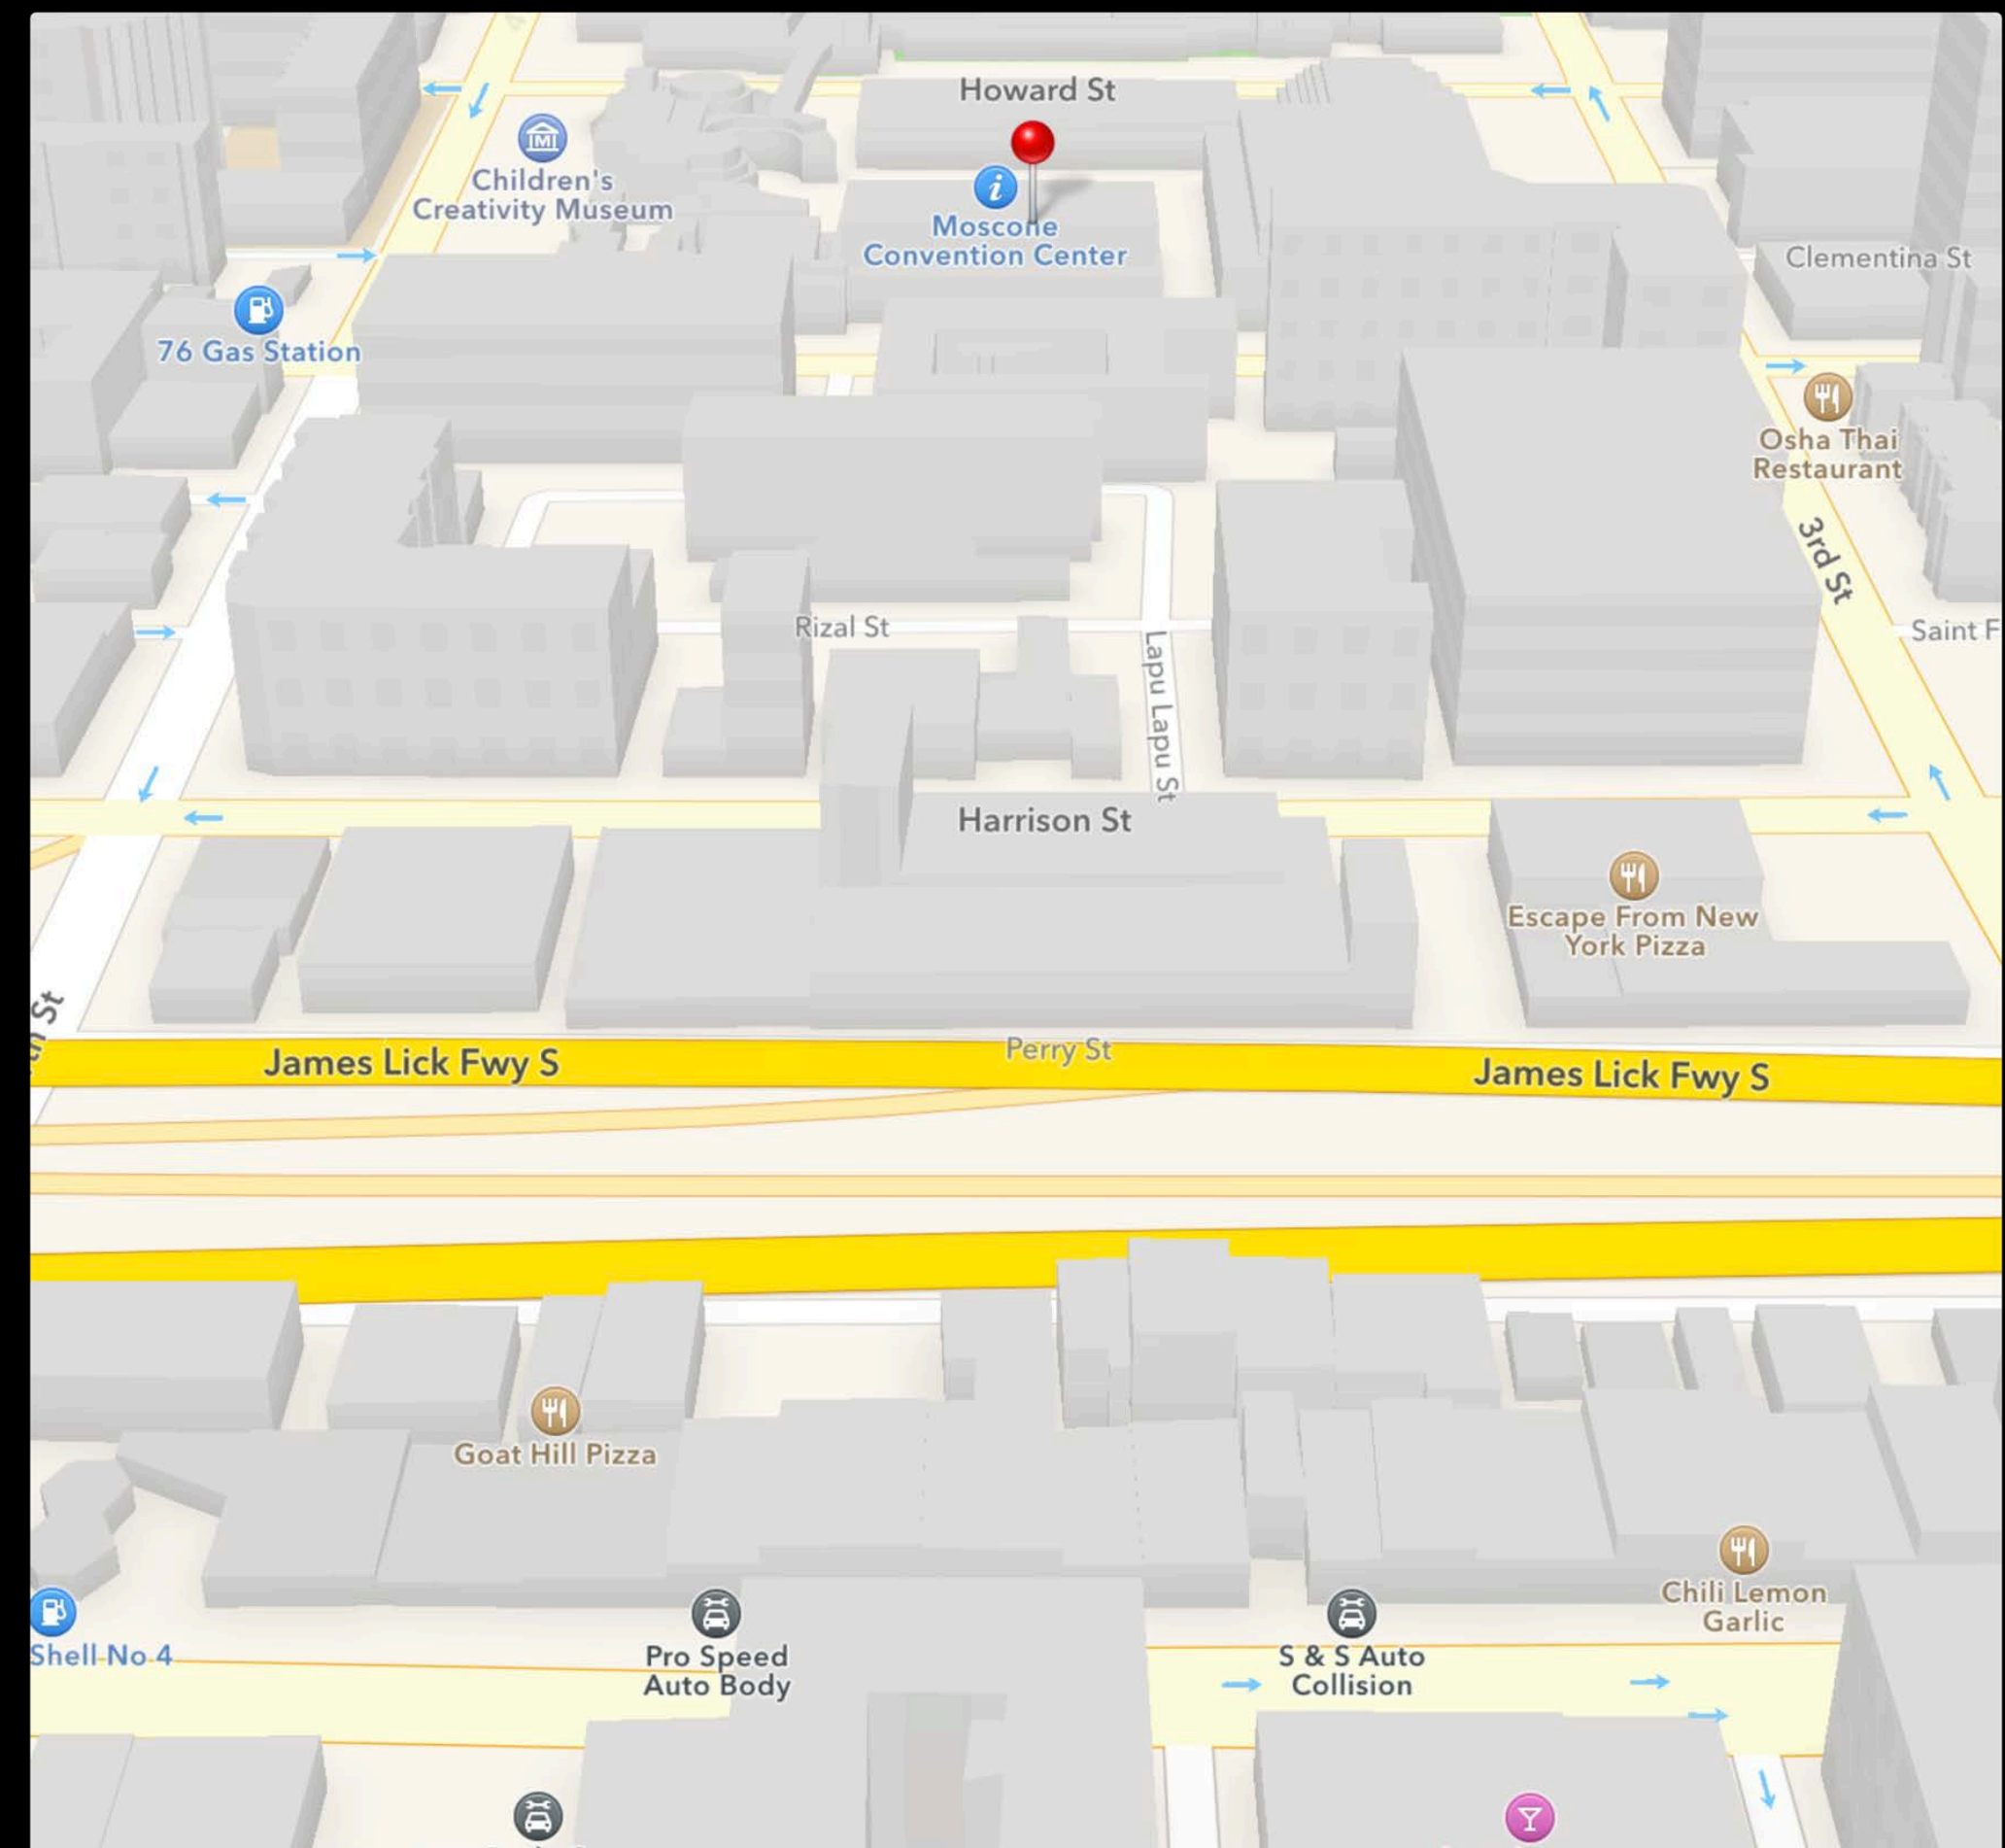 Howard St
Children's
Creativity Museum
Moscone
Convention Center
Clementina St
76 Gas Station
Osha Thai
Restaurant
3rd St
Rizal St
Saint F
Lapu Lapu St
Harrison St
Escape From New
York Pizza
St
Perry St
James Lick Fwy S
James Lick Fwy S
Goat Hill Pizza
Chili Lemon
Garlic
Shell No 4
Pro Speed
Auto Body
S & S Auto
Collision